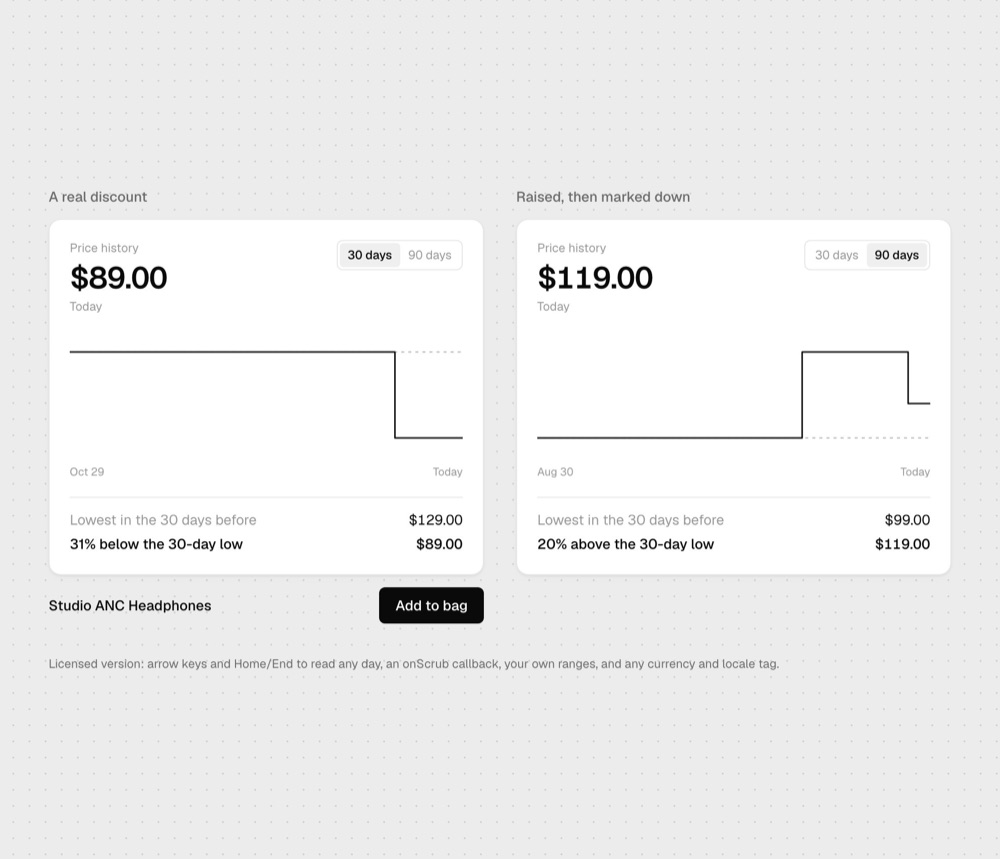 A real discount
Price history
30 days 90 days
$89.00
Today
Oct 29 Today
Lowest in the 30 days before $129.00
31% below the 30-day low $89.00
Studio ANC Headphones Add to bag
Raised, then marked down
Price history
30 days 90 days
$119.00
Today
Aug 30 Today
Lowest in the 30 days before $99.00
20% above the 30-day low $119.00
Licensed version: arrow keys and Home/End to read any day, an onScrub callback, your own ranges, and any currency and locale tag.